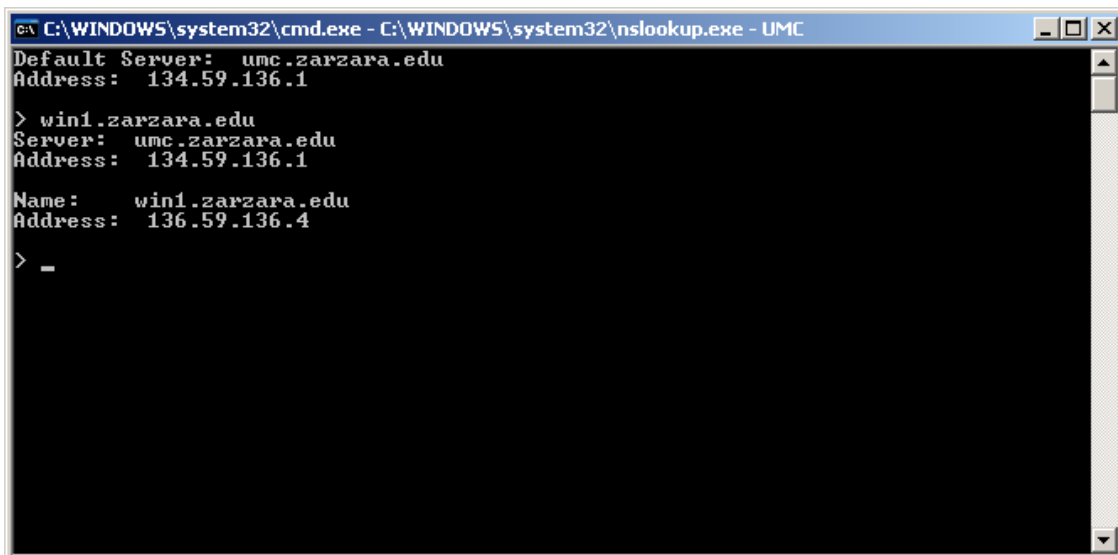 C:\WINDOWS\system32\cmd.exe - C:\WINDOWS\system32\nslookup.exe - UMC
Default Server:  umc.zarzara.edu
Address:  134.59.136.1
> win1.zarzara.edu
Server:  umc.zarzara.edu
Address:  134.59.136.1
Name:    win1.zarzara.edu
Address:  136.59.136.4
> _